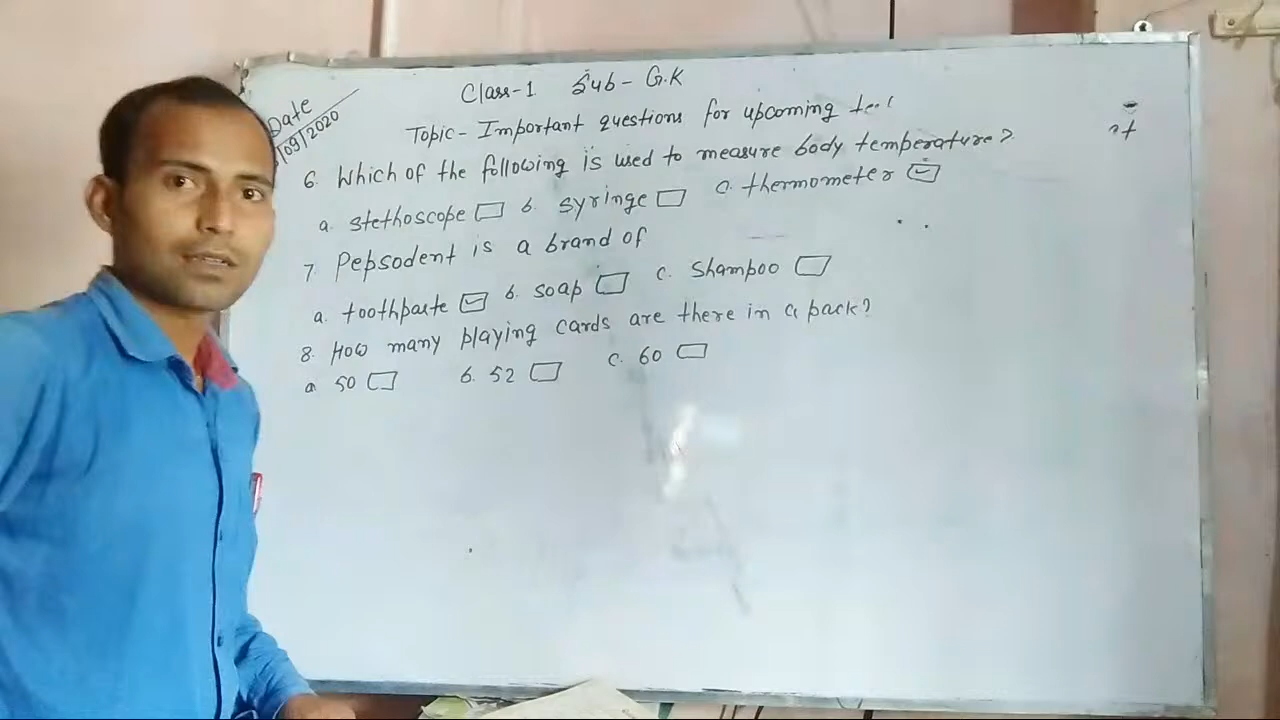 Class-1 Sub- G.K
Date
/09/2020
Topic- Important questions for upcoming
6. Which of the following is used to measure body temperature?
a. stethoscope b. syringe c. thermometer
7. Pepsodent is a brand of
a. toothpaste b. soap c. shampoo
8. How many playing cards are there in a pack?
a. 50 b. 52 c. 60